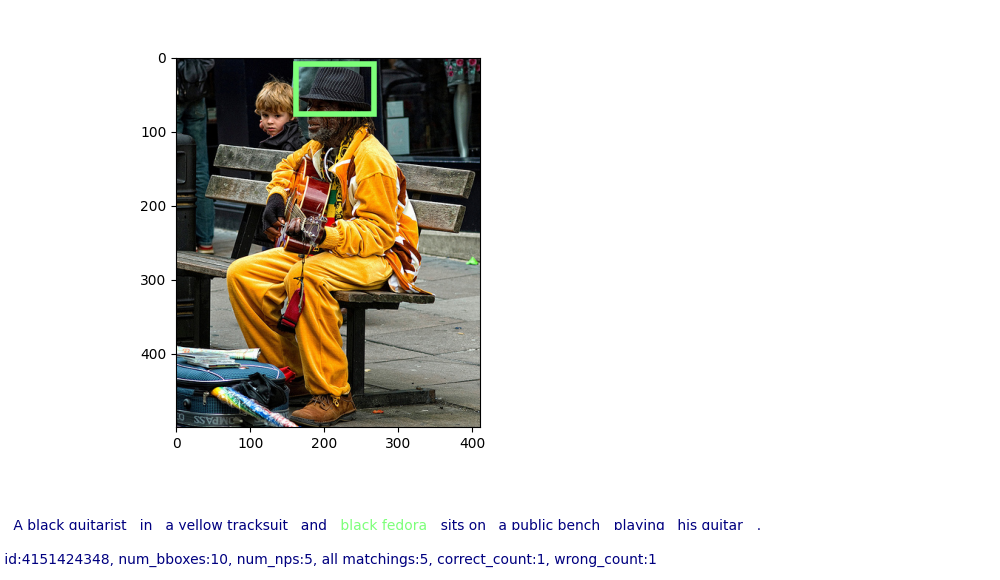 0
100
200
300
400
0 100 200 300 400
A black guitarist in a yellow tracksuit and black fedora sits on a public bench playing his guitar .
id:4151424348, num_bboxes:10, num_nps:5, all matchings:5, correct_count:1, wrong_count:1